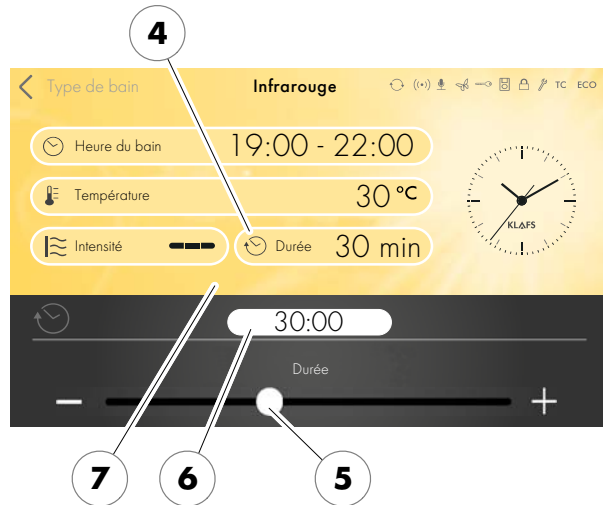 4
Type de bain Infrarouge TC ECO
Heure du bain 19:00 - 22:00
Température 30 °C
KLAFS
Intensité Durée 30 min
30:00
Durée
7 6 5